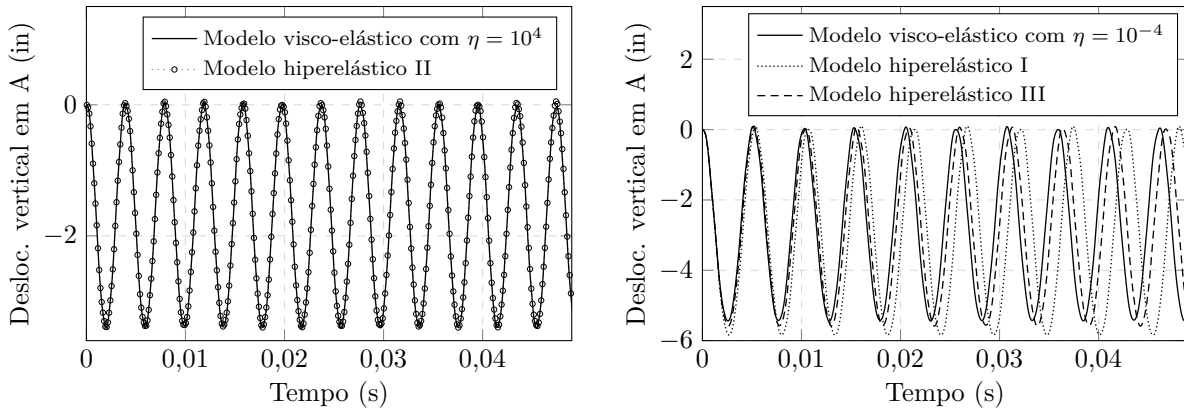 Modelo visco-elástico com η = 10⁴
Modelo hiperelástico II
Desloc. vertical em A (in)
0
−2
0
0,01
0,02
0,03
0,04
Tempo (s)
Modelo visco-elástico com η = 10⁻⁴
Modelo hiperelástico I
Modelo hiperelástico III
Desloc. vertical em A (in)
2
0
−2
−4
−6
0
0,01
0,02
0,03
0,04
Tempo (s)